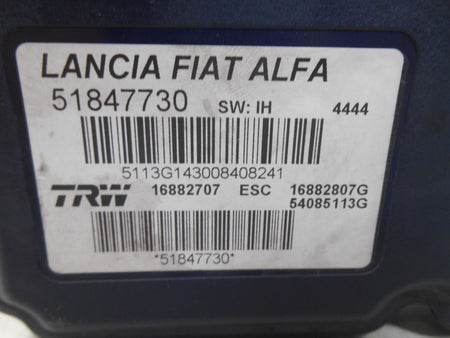 LANCIA FIAT ALFA
51847730 SW: IH 4444
5113G143008408241
TRW 16882707 ESC 16882807G
54085113G
*51847730*